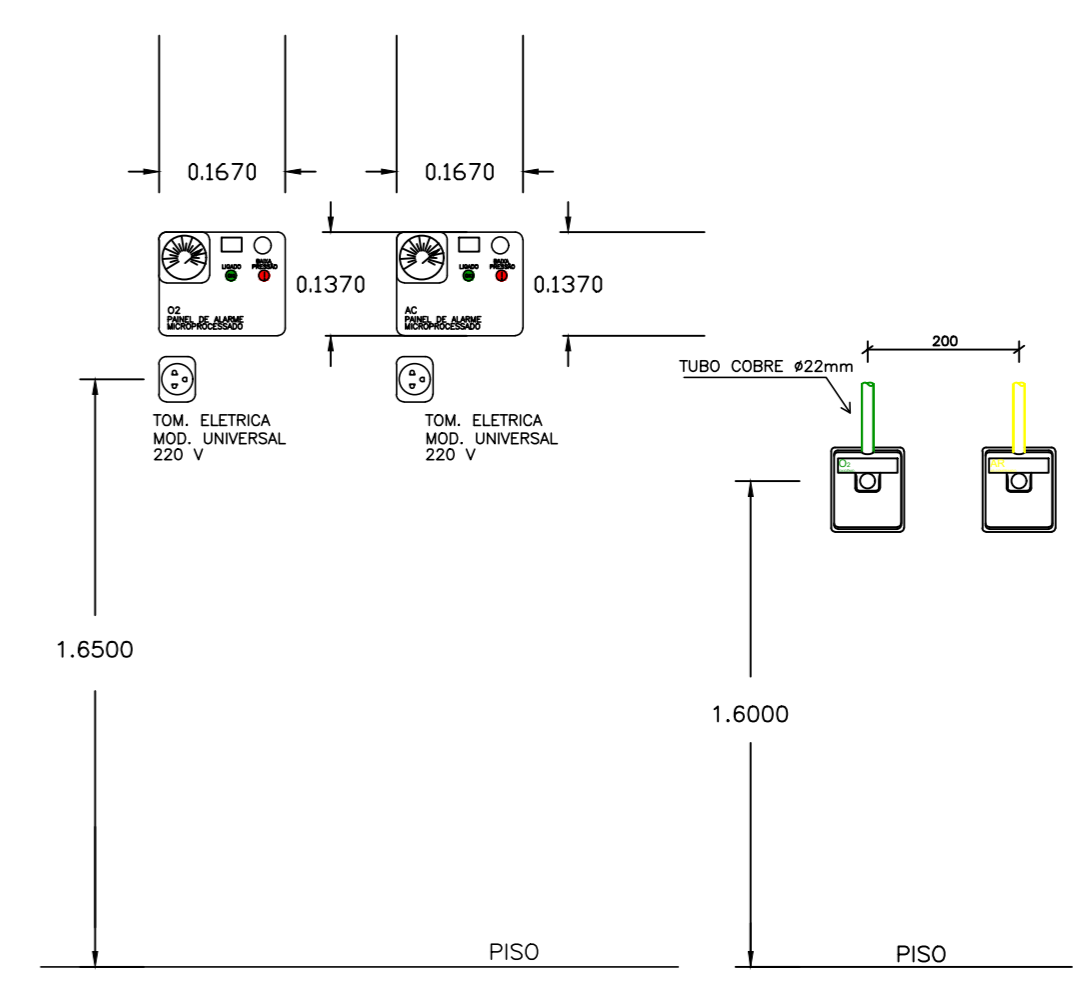 0.1670
0.1670
LIGADO
BAIXA
PRESSÃO
O2
PAINEL DE ALARME
MICROPROCESSADO
0.1370
LIGADO
BAIXA
PRESSÃO
AC
PAINEL DE ALARME
MICROPROCESSADO
0.1370
TOM. ELETRICA
MOD. UNIVERSAL
220 V
TOM. ELETRICA
MOD. UNIVERSAL
220 V
1.6500
PISO
200
TUBO COBRE ø22mm
O2
AR
1.6000
PISO